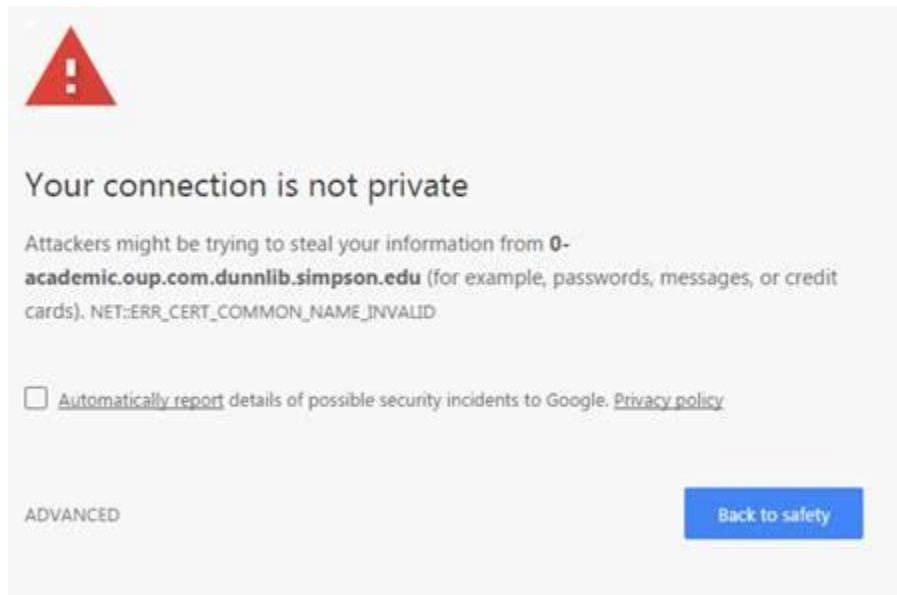 Your connection is not private
Attackers might be trying to steal your information from 0-
academic.oup.com.dunnlib.simpson.edu (for example, passwords, messages, or credit
cards). NET::ERR_CERT_COMMON_NAME_INVALID
Automatically report details of possible security incidents to Google. Privacy policy
ADVANCED
Back to safety